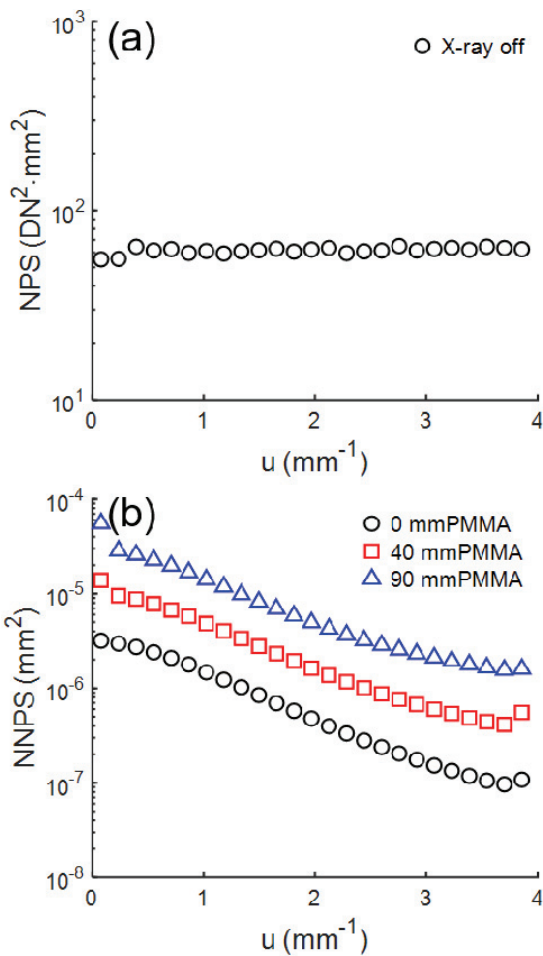 (a)
X-ray off
NPS (DN²·mm²)
10³
10²
10¹
0 1 2 3 4
u (mm⁻¹)
(b)
0 mmPMMA
40 mmPMMA
90 mmPMMA
NNPS (mm²)
10⁻⁴
10⁻⁵
10⁻⁶
10⁻⁷
10⁻⁸
0 1 2 3 4
u (mm⁻¹)